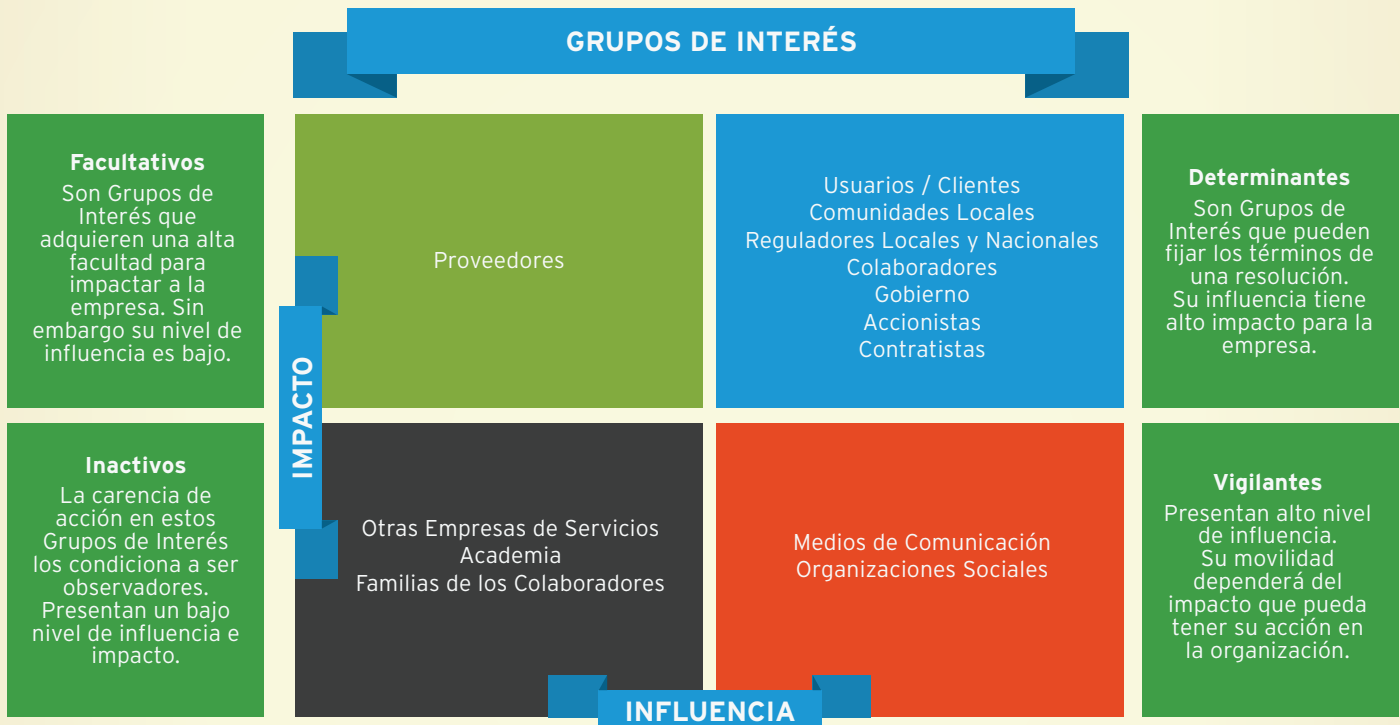 GRUPOS DE INTERÉS
Facultativos
Son Grupos de
Interés que
adquieren una alta
facultad para
impactar a la
empresa. Sin
embargo su nivel de
influencia es bajo.
Proveedores
Usuarios / Clientes
Comunidades Locales
Reguladores Locales y Nacionales
Colaboradores
Gobierno
Accionistas
Contratistas
Determinantes
Son Grupos de
Interés que pueden
fijar los términos de
una resolución.
Su influencia tiene
alto impacto para la
empresa.
IMPACTO
Inactivos
La carencia de
acción en estos
Grupos de Interés
los condiciona a ser
observadores.
Presentan un bajo
nivel de influencia e
impacto.
Otras Empresas de Servicios
Academia
Familias de los Colaboradores
Medios de Comunicación
Organizaciones Sociales
Vigilantes
Presentan alto nivel
de influencia.
Su movilidad
dependerá del
impacto que pueda
tener su acción en
la organización.
INFLUENCIA